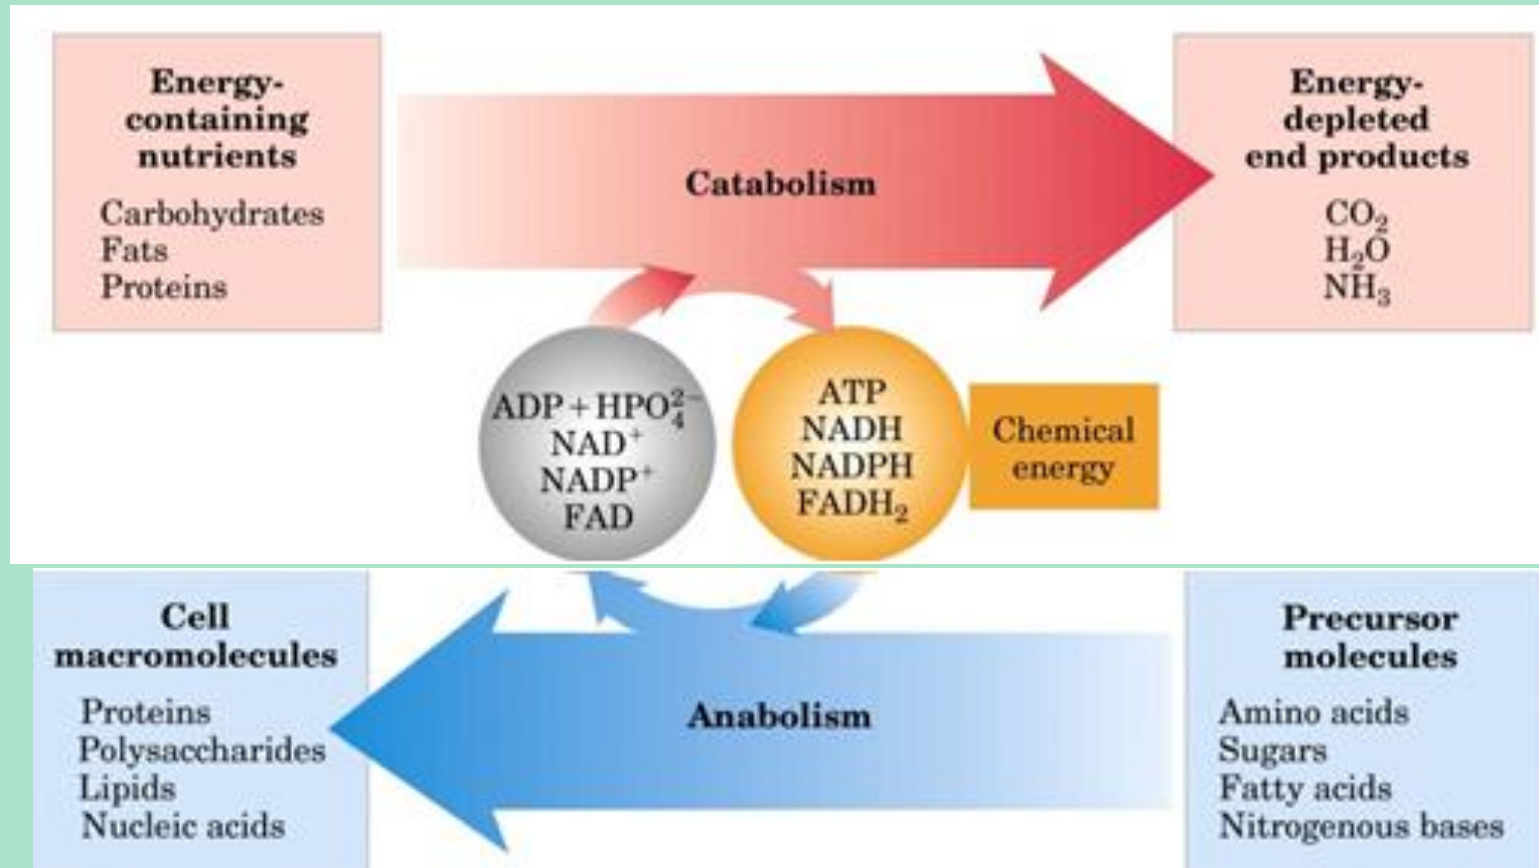 Energy-
containing
nutrients
Carbohydrates
Fats
Proteins
Catabolism
Energy-
depleted
end products
CO₂
H₂O
NH₃
ADP + HPO₄²⁻
NAD⁺
NADP⁺
FAD
ATP
NADH
NADPH
FADH₂
Chemical
energy
Cell
macromolecules
Proteins
Polysaccharides
Lipids
Nucleic acids
Anabolism
Precursor
molecules
Amino acids
Sugars
Fatty acids
Nitrogenous bases